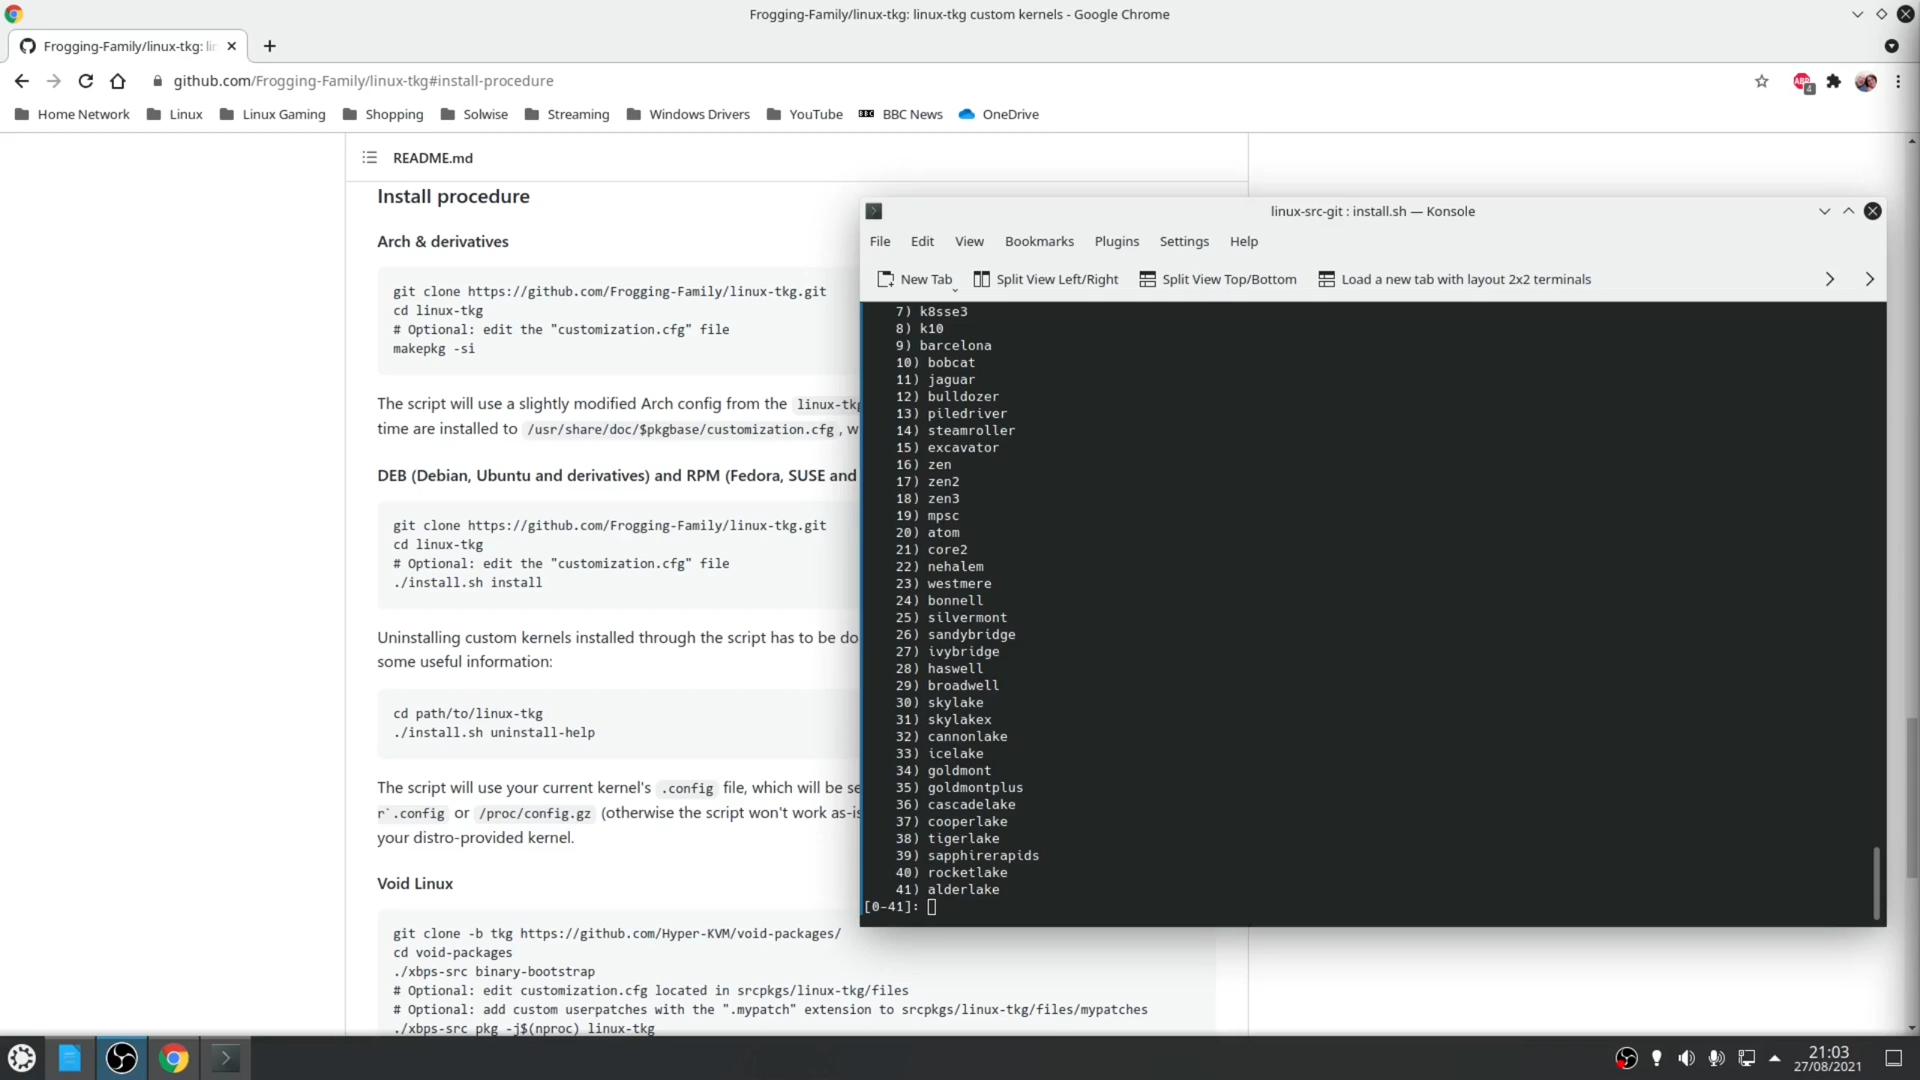 Frogging-Family/linux-tkg: linux-tkg custom kernels - Google Chrome
Frogging-Family/linux-tkg: li
github.com/Frogging-Family/linux-tkg#install-procedure
ABP
4
Home Network
Linux
Linux Gaming
Shopping
Solwise
Streaming
Windows Drivers
YouTube
BBC
BBC News
OneDrive
README.md
Install procedure
Arch & derivatives
git clone https://github.com/Frogging-Family/linux-tkg.git
cd linux-tkg
# Optional: edit the "customization.cfg" file
makepkg -si
The script will use a slightly modified Arch config from the linux-tkg
time are installed to /usr/share/doc/$pkgbase/customization.cfg , w
DEB (Debian, Ubuntu and derivatives) and RPM (Fedora, SUSE and
git clone https://github.com/Frogging-Family/linux-tkg.git
cd linux-tkg
# Optional: edit the "customization.cfg" file
./install.sh install
Uninstalling custom kernels installed through the script has to be do
some useful information:
cd path/to/linux-tkg
./install.sh uninstall-help
The script will use your current kernel's .config file, which will be se
r`.config or /proc/config.gz (otherwise the script won't work as-is
your distro-provided kernel.
Void Linux
git clone -b tkg https://github.com/Hyper-KVM/void-packages/
cd void-packages
./xbps-src binary-bootstrap
# Optional: edit customization.cfg located in srcpkgs/linux-tkg/files
# Optional: add custom userpatches with the ".mypatch" extension to srcpkgs/linux-tkg/files/mypatches
./xbps-src pkg -j$(nproc) linux-tkg
linux-src-git : install.sh — Konsole
File Edit View Bookmarks Plugins Settings Help
New Tab
Split View Left/Right
Split View Top/Bottom
Load a new tab with layout 2x2 terminals
7) k8sse3
8) k10
9) barcelona
10) bobcat
11) jaguar
12) bulldozer
13) piledriver
14) steamroller
15) excavator
16) zen
17) zen2
18) zen3
19) mpsc
20) atom
21) core2
22) nehalem
23) westmere
24) bonnell
25) silvermont
26) sandybridge
27) ivybridge
28) haswell
29) broadwell
30) skylake
31) skylakex
32) cannonlake
33) icelake
34) goldmont
35) goldmontplus
36) cascadelake
37) cooperlake
38) tigerlake
39) sapphirerapids
40) rocketlake
41) alderlake
[0-41]:
21:03
27/08/2021